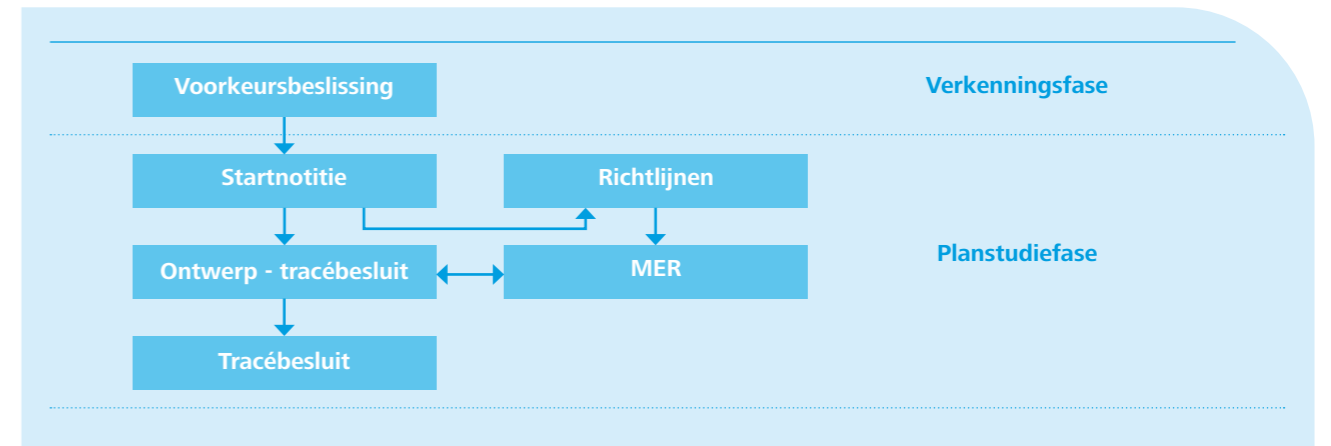 Voorkeursbeslissing
Verkenningsfase
Startnotitie
Richtlijnen
Ontwerp - tracébesluit
MER
Planstudiefase
Tracébesluit